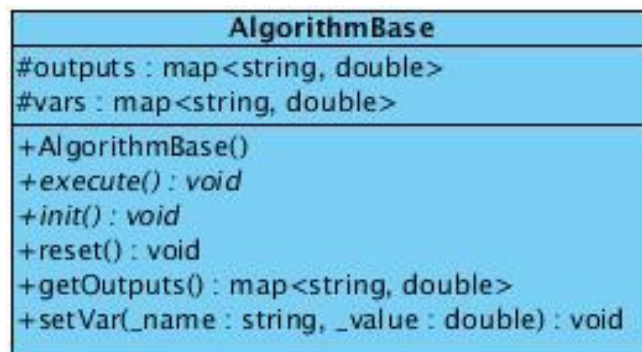 AlgorithmBase
#outputs : map<string, double>
#vars : map<string, double>
+AlgorithmBase()
+execute() : void
+init() : void
+reset() : void
+getOutputs() : map<string, double>
+setVar(_name : string, _value : double) : void